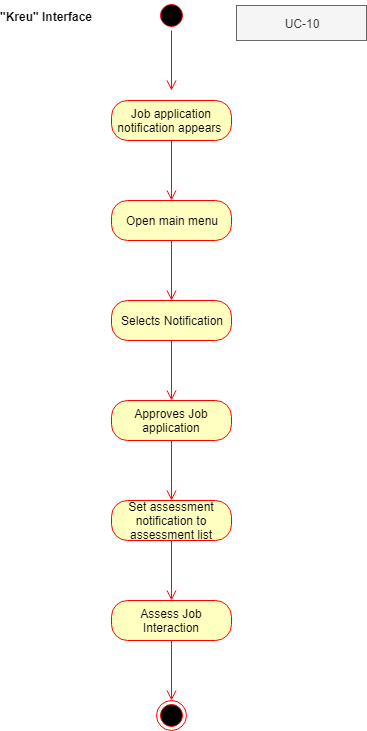 "Kreu" Interface
UC-10
Job application
notification appears
Open main menu
Selects Notification
Approves Job
application
Set assessment
notification to
assessment list
Assess Job
Interaction